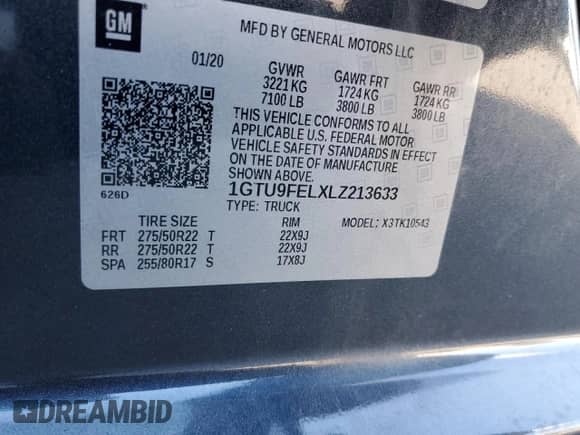 GM
MFD BY GENERAL MOTORS LLC
01/20 GVWR GAWR FRT GAWR RR
3221 KG 1724 KG 1724 KG
7100 LB 3800 LB 3800 LB
THIS VEHICLE CONFORMS TO ALL
APPLICABLE U.S. FEDERAL MOTOR
VEHICLE SAFETY STANDARDS IN EFFECT
ON THE DATE OF MANUFACTURE
SHOWN ABOVE.
1GTU9FELXLZ213633
626D
TYPE: TRUCK MODEL: X3TK10543
TIRE SIZE RIM
FRT 275/50R22 T 22X9J
RR 275/50R22 T 22X9J
SPA 255/80R17 S 17X8J
DREAMBID